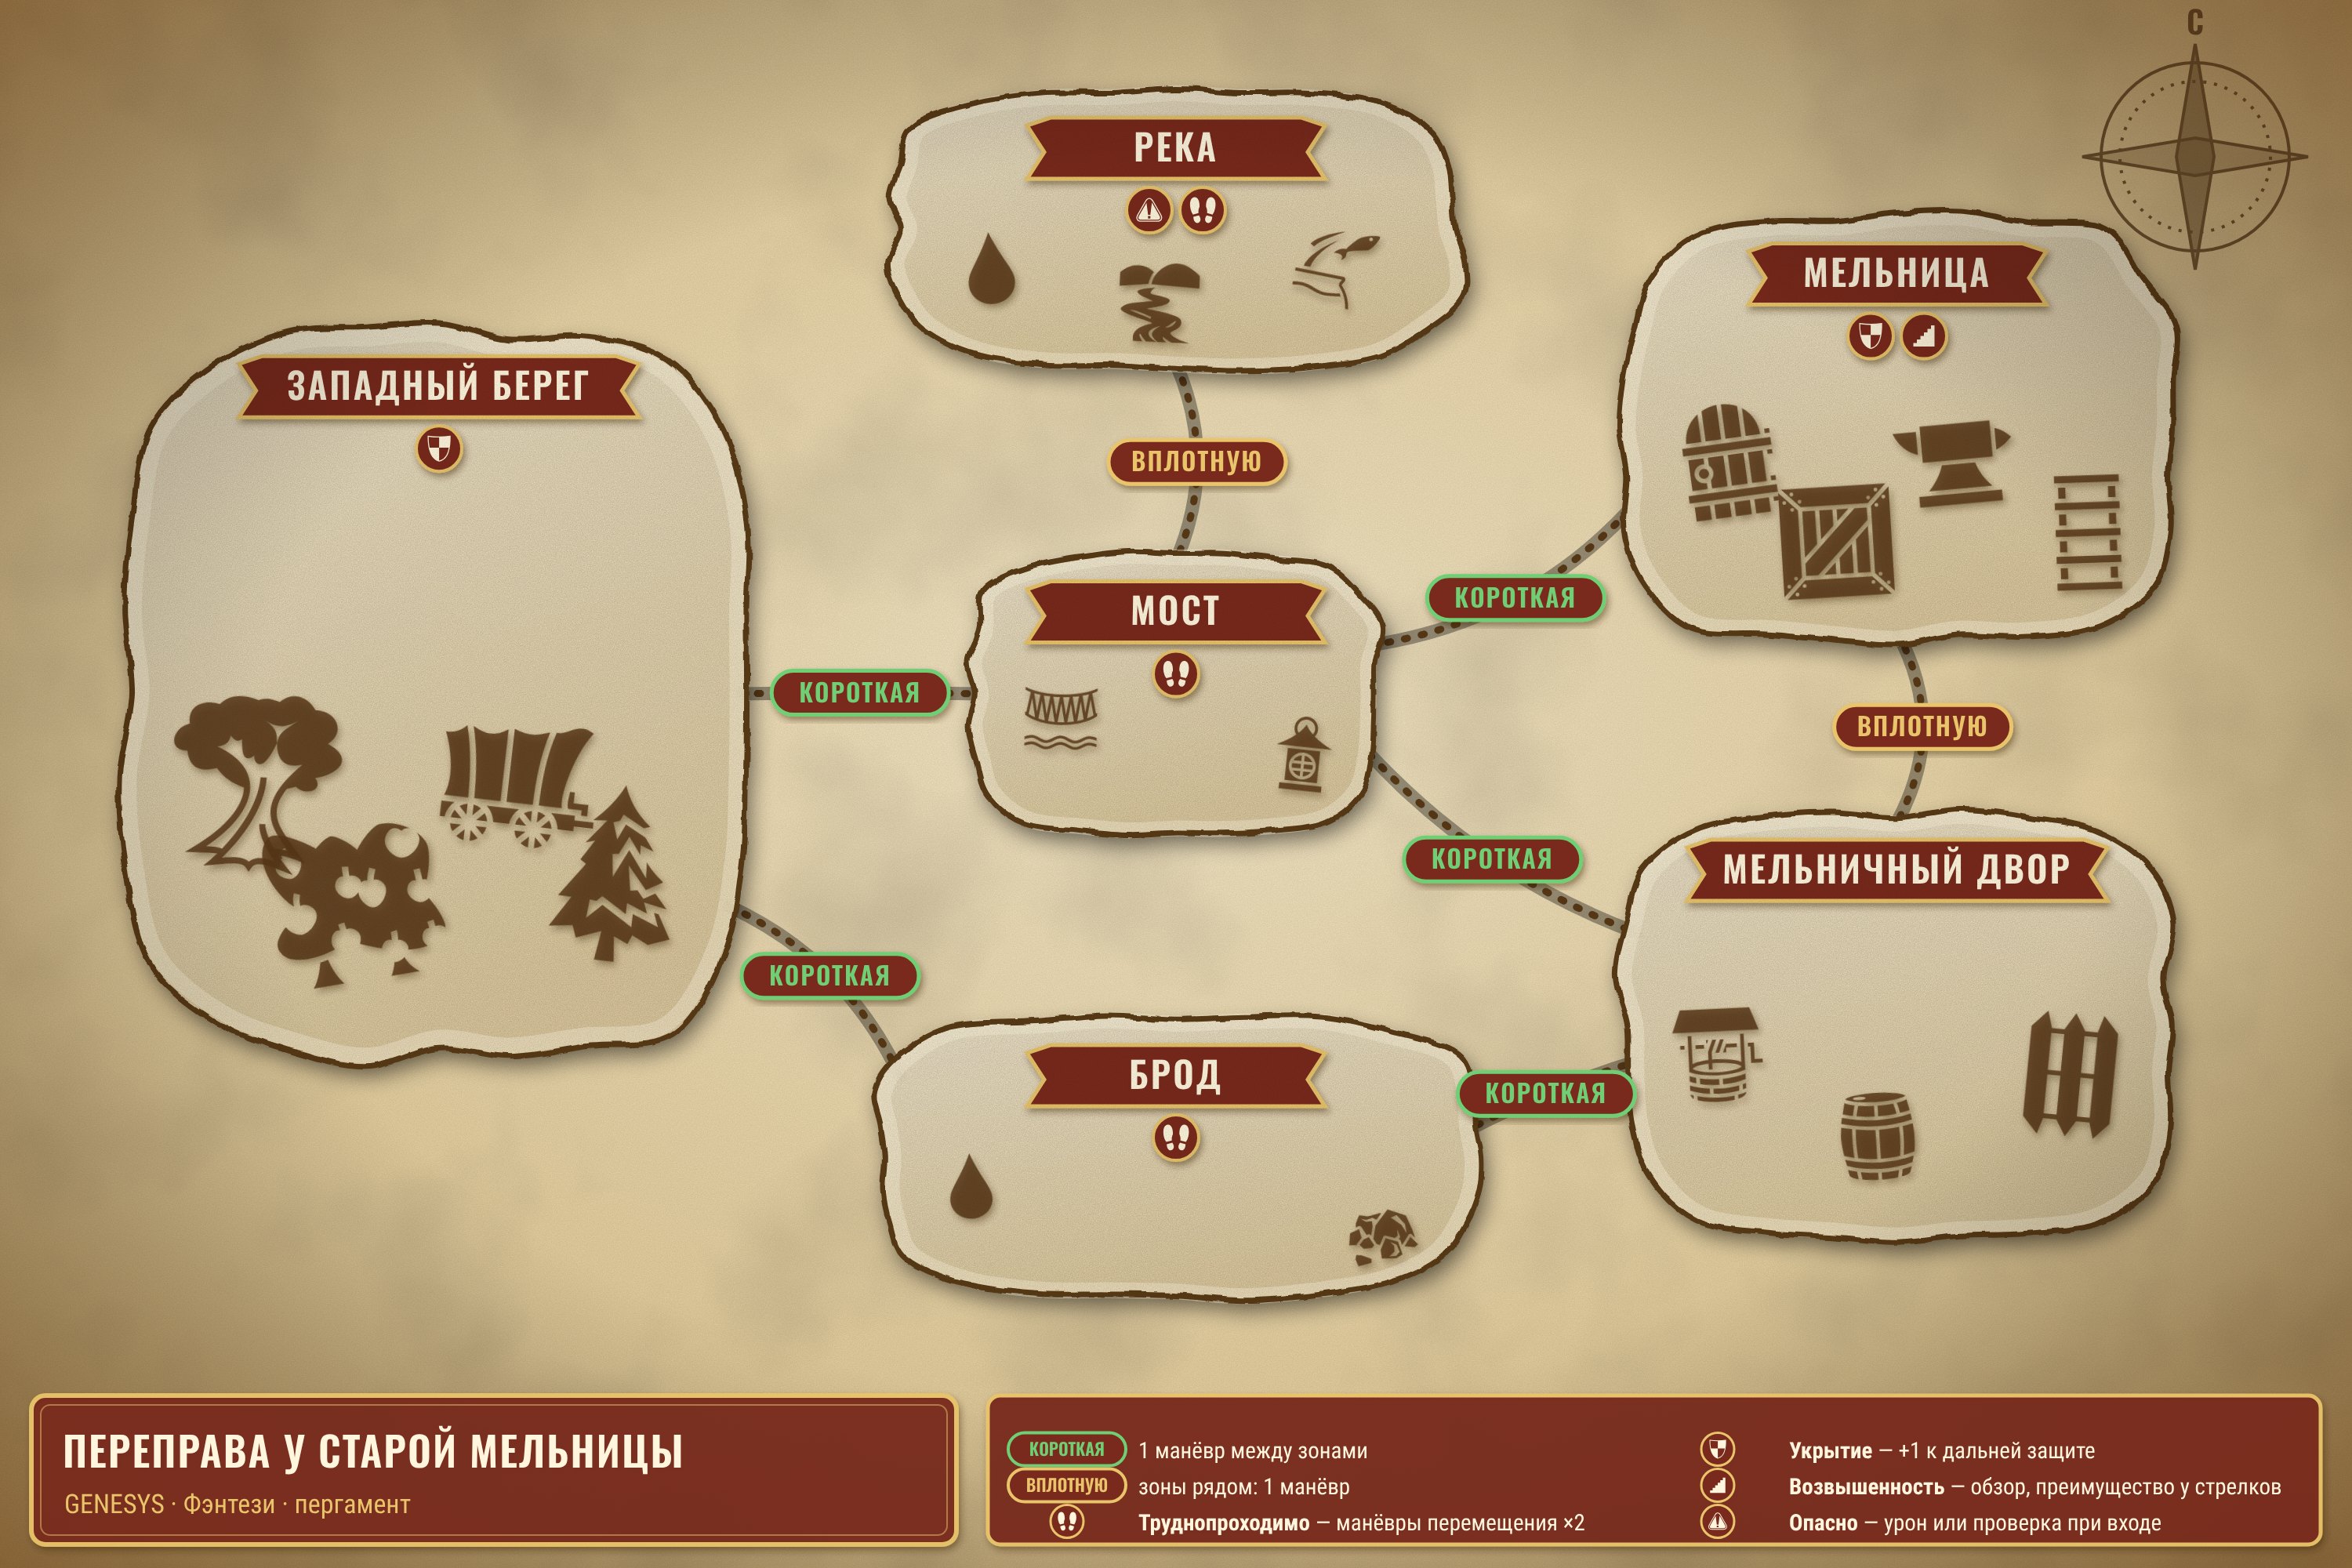 С
РЕКА
МЕЛЬНИЦА
ЗАПАДНЫЙ БЕРЕГ
ВПЛОТНУЮ
КОРОТКАЯ
МОСТ
КОРОТКАЯ
ВПЛОТНУЮ
КОРОТКАЯ
МЕЛЬНИЧНЫЙ ДВОР
КОРОТКАЯ
БРОД
КОРОТКАЯ
ПЕРЕПРАВА У СТАРОЙ МЕЛЬНИЦЫ
GENESYS · Фэнтези · пергамент
КОРОТКАЯ 1 манёвр между зонами
ВПЛОТНУЮ зоны рядом: 1 манёвр
Труднопроходимо — манёвры перемещения ×2
Укрытие — +1 к дальней защите
Возвышенность — обзор, преимущество у стрелков
Опасно — урон или проверка при входе